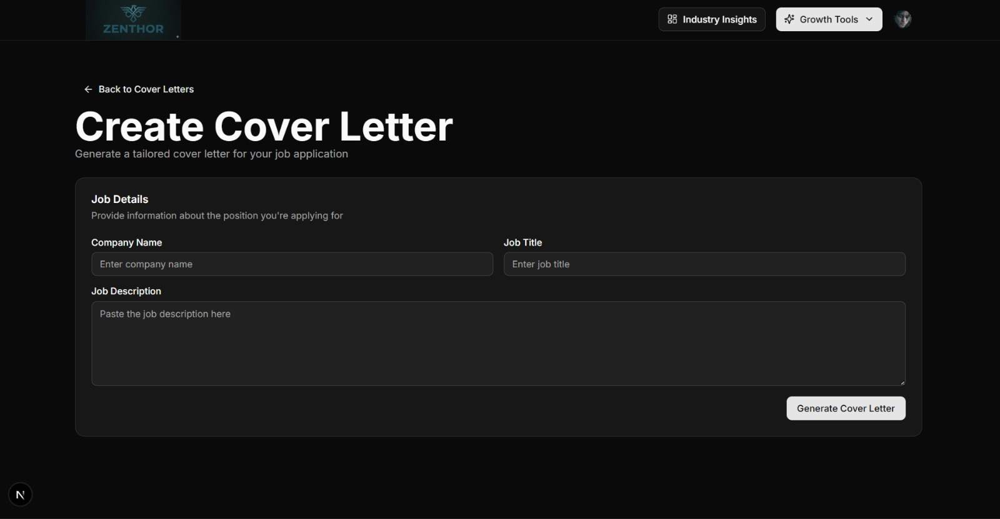 ZENTHOR
Industry Insights
Growth Tools
Back to Cover Letters
Create Cover Letter
Generate a tailored cover letter for your job application
Job Details
Provide information about the position you're applying for
Company Name
Job Title
Enter company name
Enter job title
Job Description
Paste the job description here
Generate Cover Letter
N